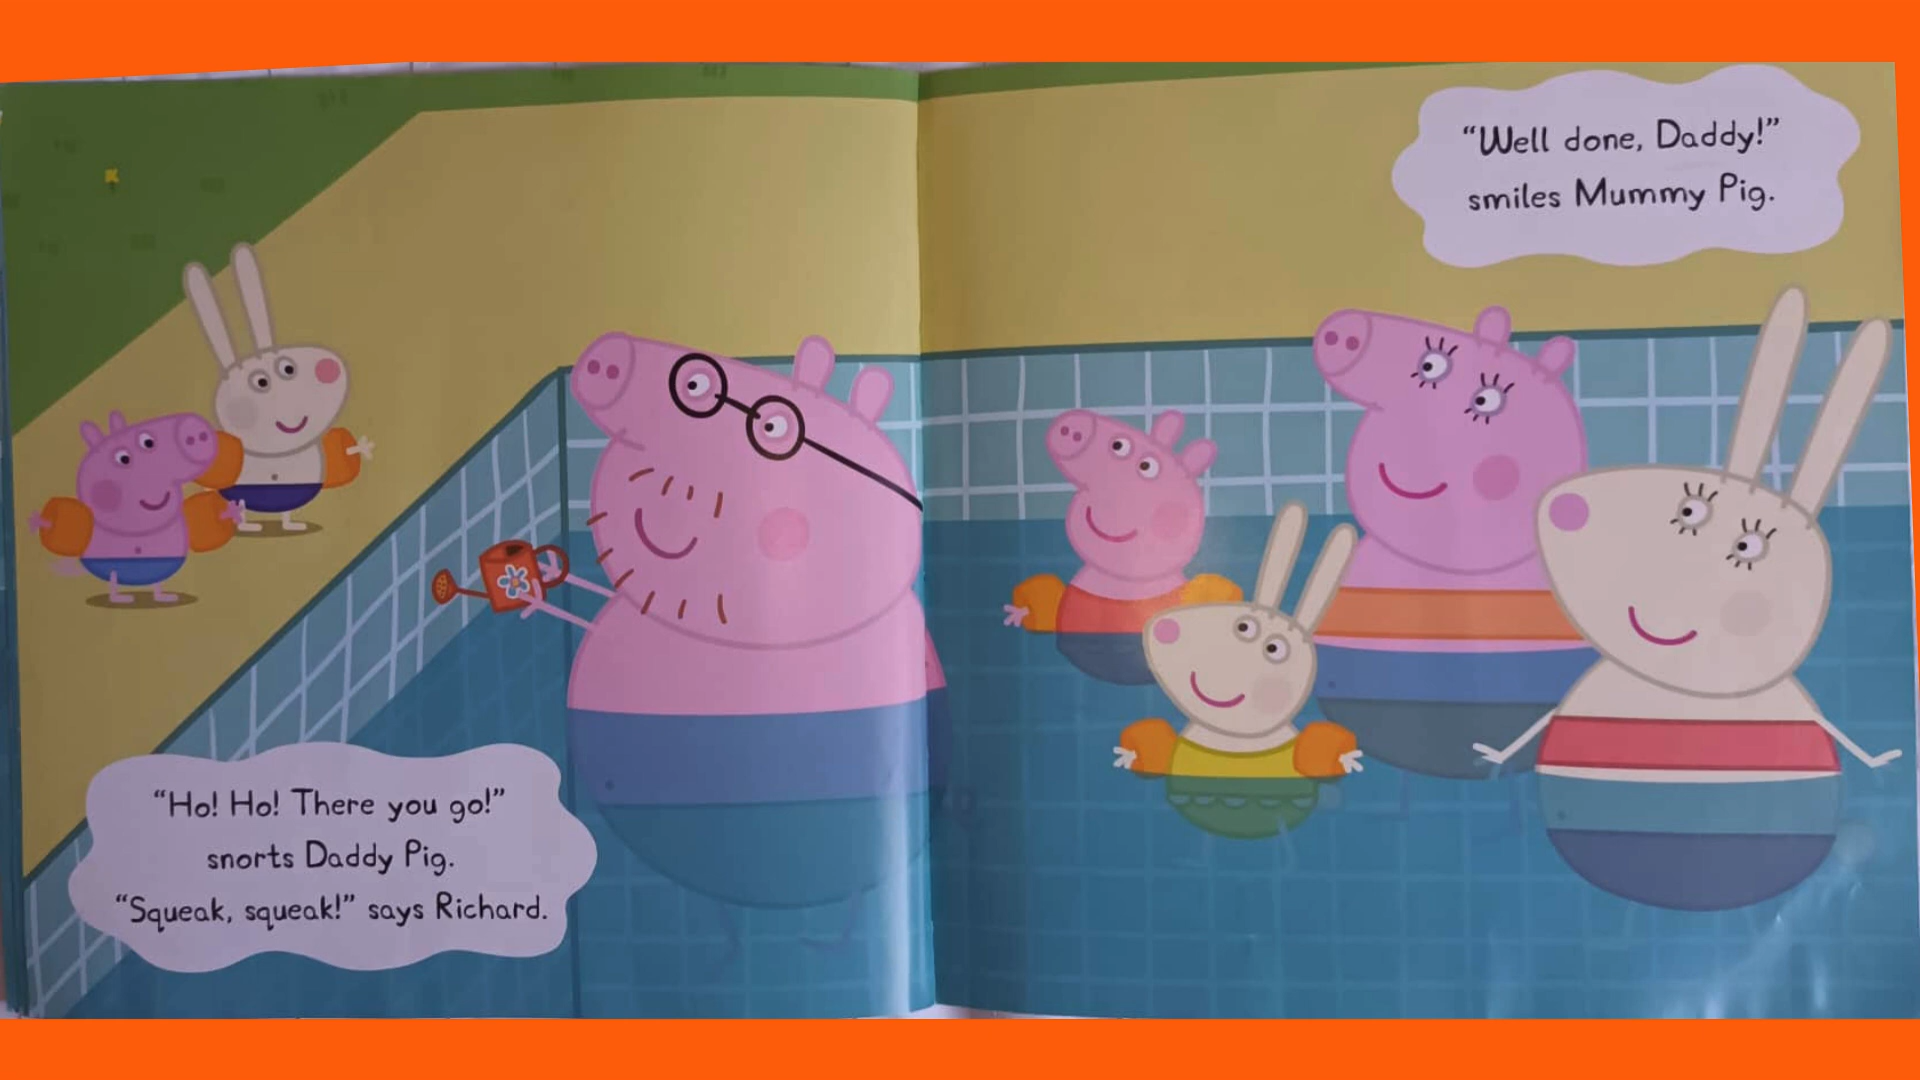 “Ho! Ho! There you go!”
snorts Daddy Pig.
“Squeak, squeak!” says Richard.
“Well done, Daddy!”
smiles Mummy Pig.